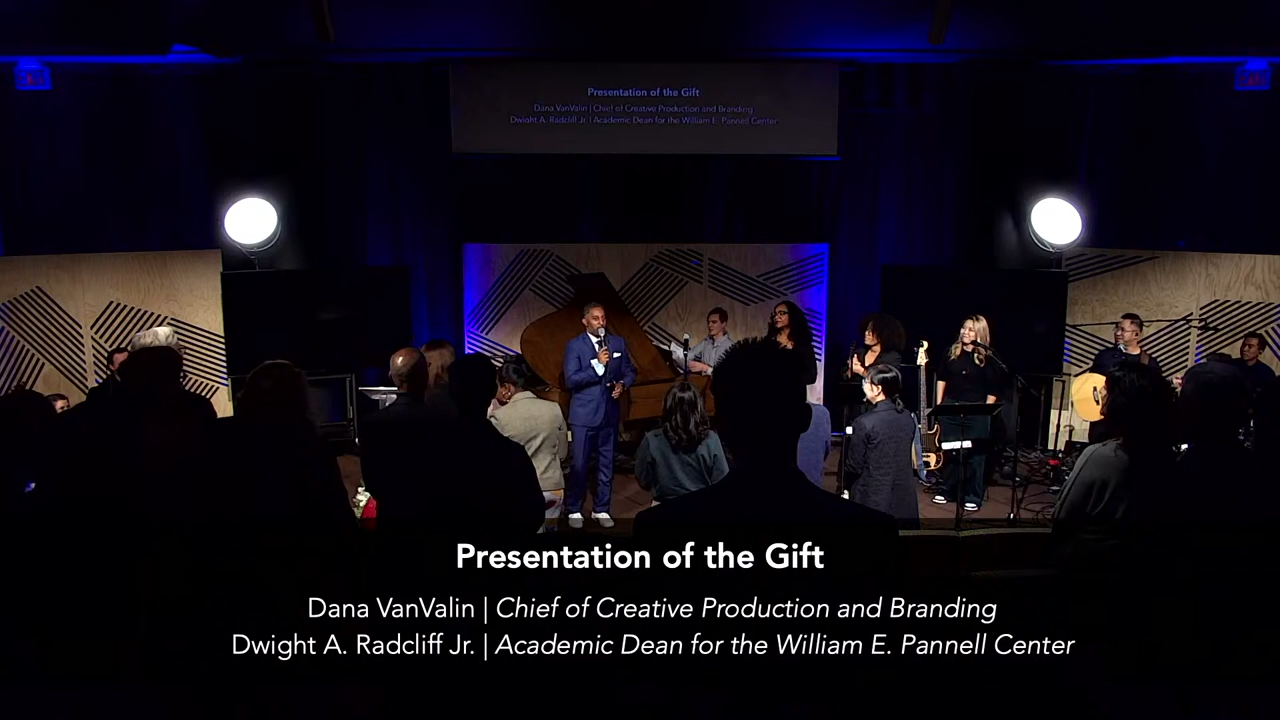 Presentation of the Gift
Dana VanValin | Chief of Creative Production and Branding
Dwight A. Radcliff Jr. | Academic Dean for the William E. Pannell Center
Presentation of the Gift
Dana VanValin | Chief of Creative Production and Branding
Dwight A. Radcliff Jr. | Academic Dean for the William E. Pannell Center